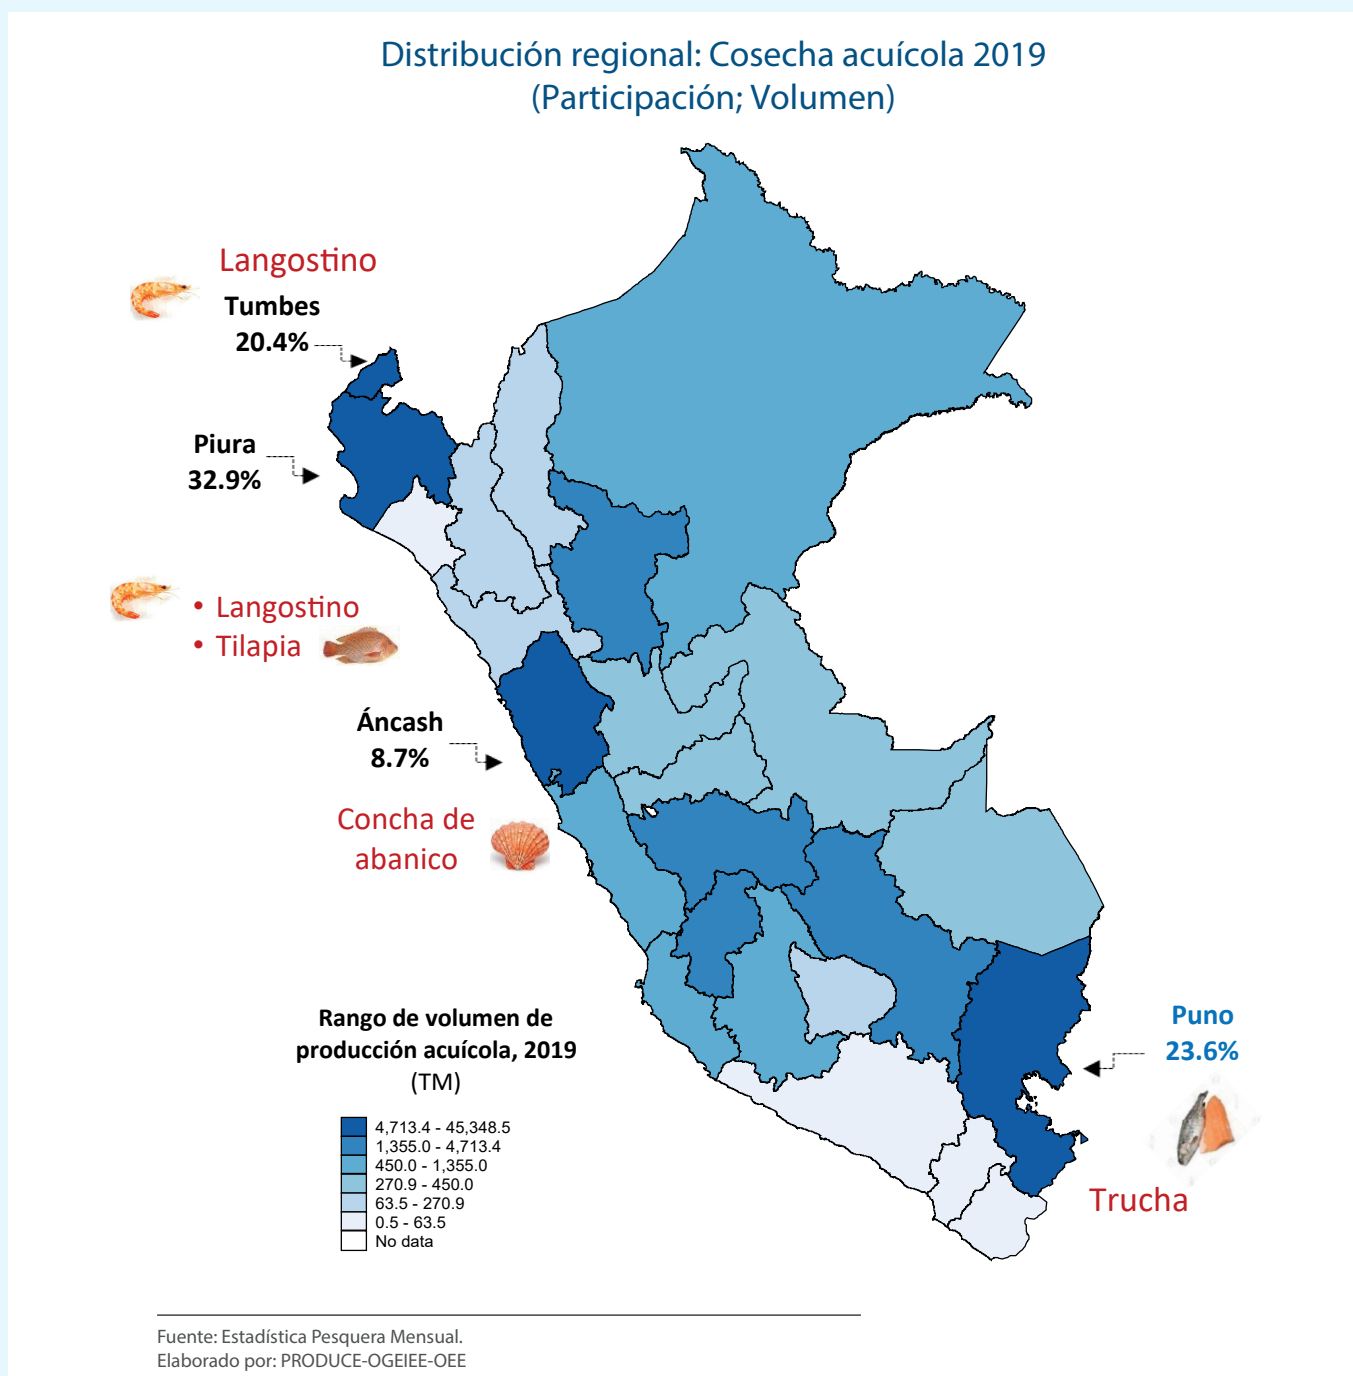 Distribución regional: Cosecha acuícola 2019
(Participación; Volumen)
Langostino
Tumbes
20.4%
Piura
32.9%
• Langostino
• Tilapia
Áncash
8.7%
Concha de
abanico
Puno
23.6%
Trucha
Rango de volumen de
producción acuícola, 2019
(TM)
4,713.4 - 45,348.5
1,355.0 - 4,713.4
450.0 - 1,355.0
270.9 - 450.0
63.5 - 270.9
0.5 - 63.5
No data
Fuente: Estadística Pesquera Mensual.
Elaborado por: PRODUCE-OGEIEE-OEE